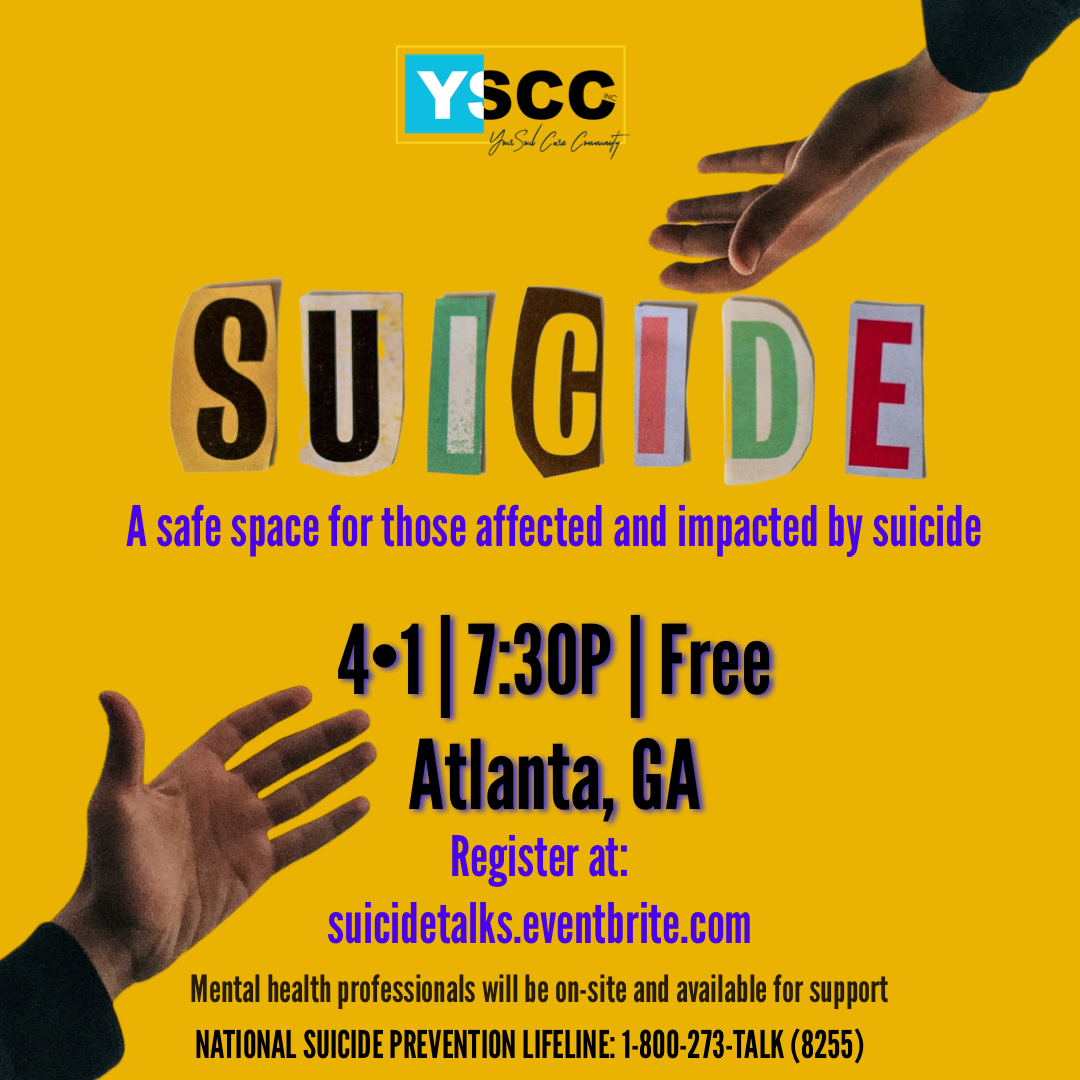 YSCC INC
Your Soul Care Community
SUICIDE
A safe space for those affected and impacted by suicide
4•1 | 7:30P | Free
Atlanta, GA
Register at:
suicidetalks.eventbrite.com
Mental health professionals will be on-site and available for support
NATIONAL SUICIDE PREVENTION LIFELINE: 1-800-273-TALK (8255)